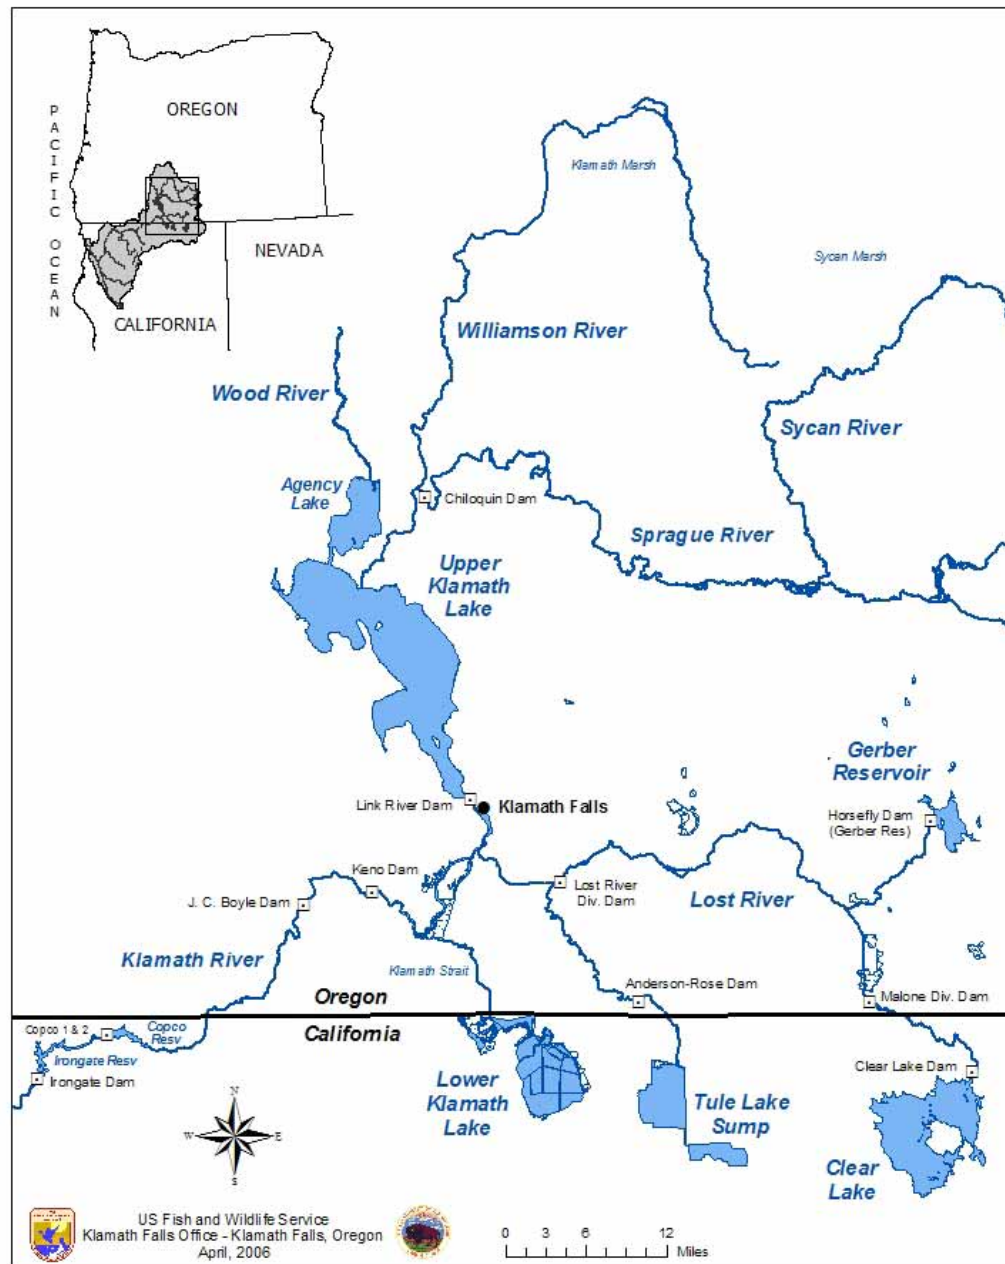 PACIFIC OCEAN
OREGON
NEVADA
CALIFORNIA
Klamath Marsh
Sycan Marsh
Williamson River
Wood River
Sycan River
Agency
Lake
Chiloquin Dam
Sprague River
Upper
Klamath
Lake
Gerber
Reservoir
Link River Dam
Klamath Falls
Horsefly Dam
(Gerber Res)
Keno Dam
J. C. Boyle Dam
Lost River
Div. Dam
Lost River
Klamath River
Klamath Strait
Anderson-Rose Dam
Malone Div. Dam
Oregon
California
Copco 1 & 2
Copco
Resv
Irongate Resv
Irongate Dam
Clear Lake Dam
Lower
Klamath
Lake
Tule Lake
Sump
Clear
Lake
N
W
E
S
US Fish and Wildlife Service
Klamath Falls Office - Klamath Falls, Oregon
April, 2006
0 3 6 12
Miles